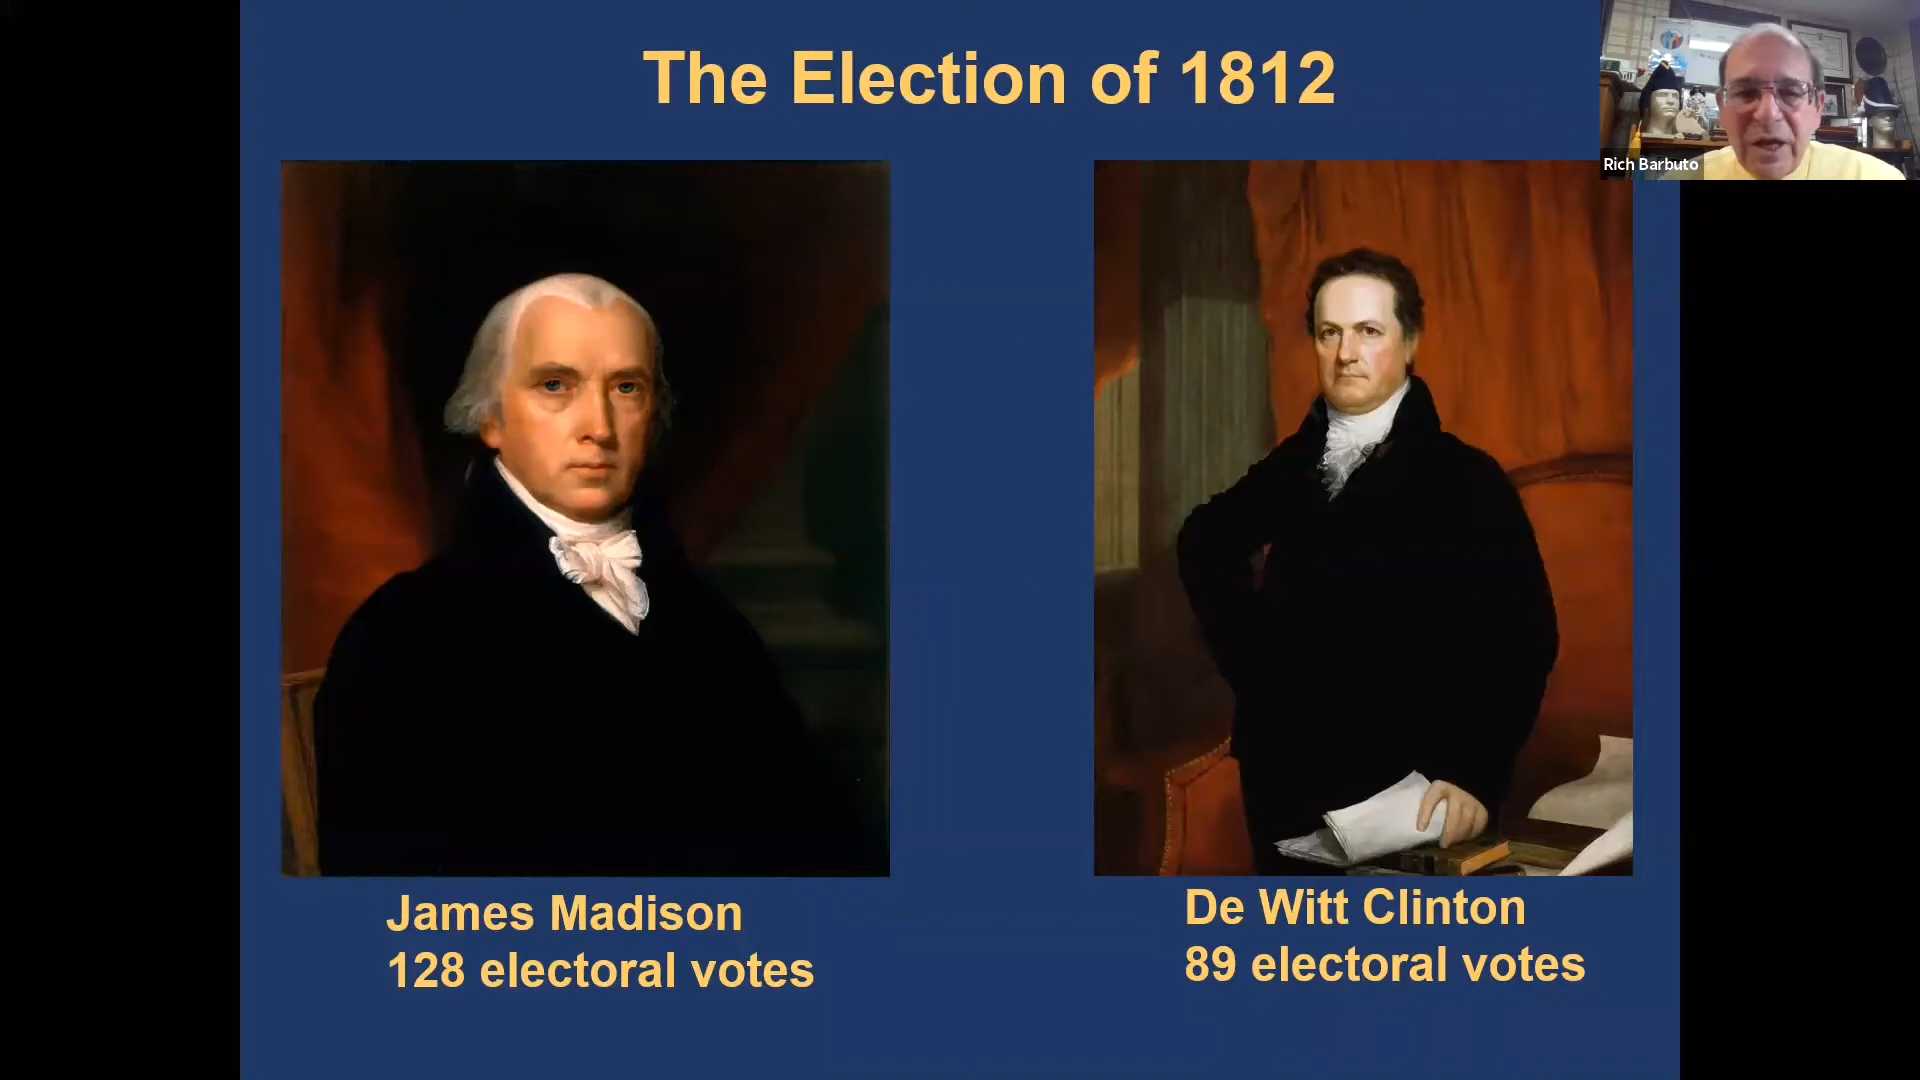 The Election of 1812
Rich Barbuto
James Madison
128 electoral votes
De Witt Clinton
89 electoral votes